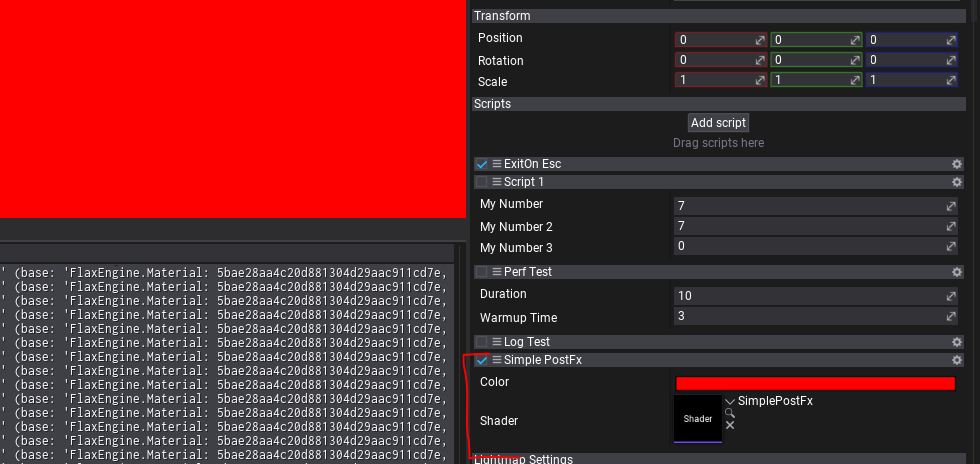 Transform
Position 0 0 0
Rotation 0 0 0
Scale 1 1 1
Scripts
Add script
Drag scripts here
ExitOn Esc
Script 1
My Number 7
My Number 2 7
My Number 3 0
Perf Test
Duration 10
Warmup Time 3
Log Test
Simple PostFx
Color
Shader Shader SimplePostFx
Lightmap Settings
' (base: 'FlaxEngine.Material: 5bae28aa4c20d881304d29aac911cd7e,
' (base: 'FlaxEngine.Material: 5bae28aa4c20d881304d29aac911cd7e,
' (base: 'FlaxEngine.Material: 5bae28aa4c20d881304d29aac911cd7e,
' (base: 'FlaxEngine.Material: 5bae28aa4c20d881304d29aac911cd7e,
' (base: 'FlaxEngine.Material: 5bae28aa4c20d881304d29aac911cd7e,
' (base: 'FlaxEngine.Material: 5bae28aa4c20d881304d29aac911cd7e,
' (base: 'FlaxEngine.Material: 5bae28aa4c20d881304d29aac911cd7e,
' (base: 'FlaxEngine.Material: 5bae28aa4c20d881304d29aac911cd7e,
' (base: 'FlaxEngine.Material: 5bae28aa4c20d881304d29aac911cd7e,
' (base: 'FlaxEngine.Material: 5bae28aa4c20d881304d29aac911cd7e,
' (base: 'FlaxEngine.Material: 5bae28aa4c20d881304d29aac911cd7e,
' (base: 'FlaxEngine.Material: 5bae28aa4c20d881304d29aac911cd7e,
' (base: 'FlaxEngine.Material: 5bae28aa4c20d881304d29aac911cd7e,
' (base: 'FlaxEngine.Material: 5bae28aa4c20d881304d29aac911cd7e,